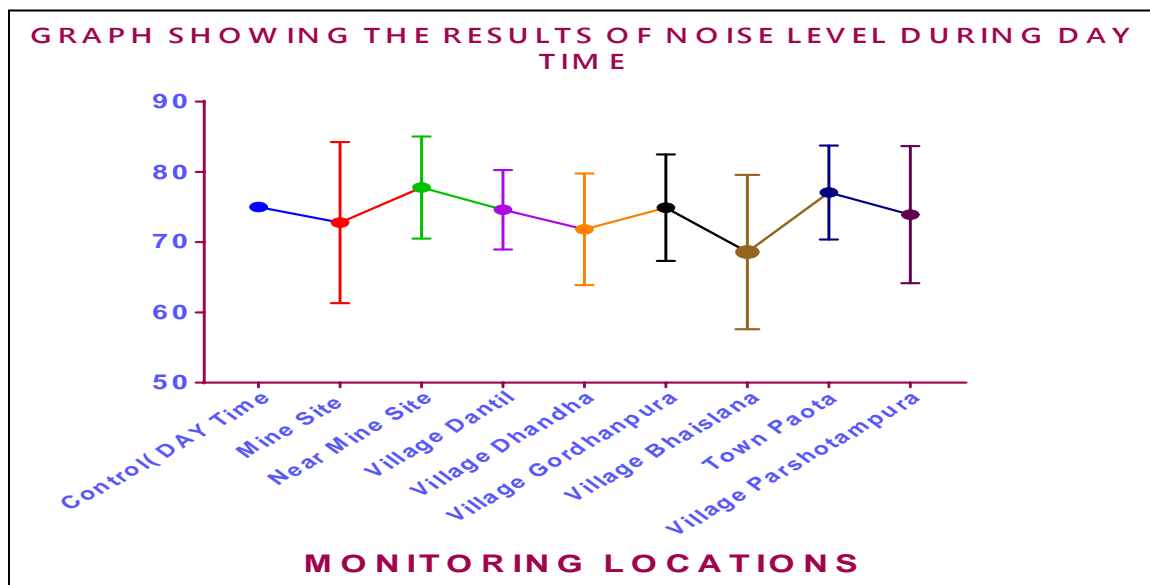 GRAPH SHOWING THE RESULTS OF NOISE LEVEL DURING DAY
TIME
90
80
70
60
50
Control( DAY Time
Mine Site
Near Mine Site
Village Dantil
Village Dhandha
Village Gordhanpura
Village Bhaislana
Town Paota
Village Parshotampura
MONITORING LOCATIONS